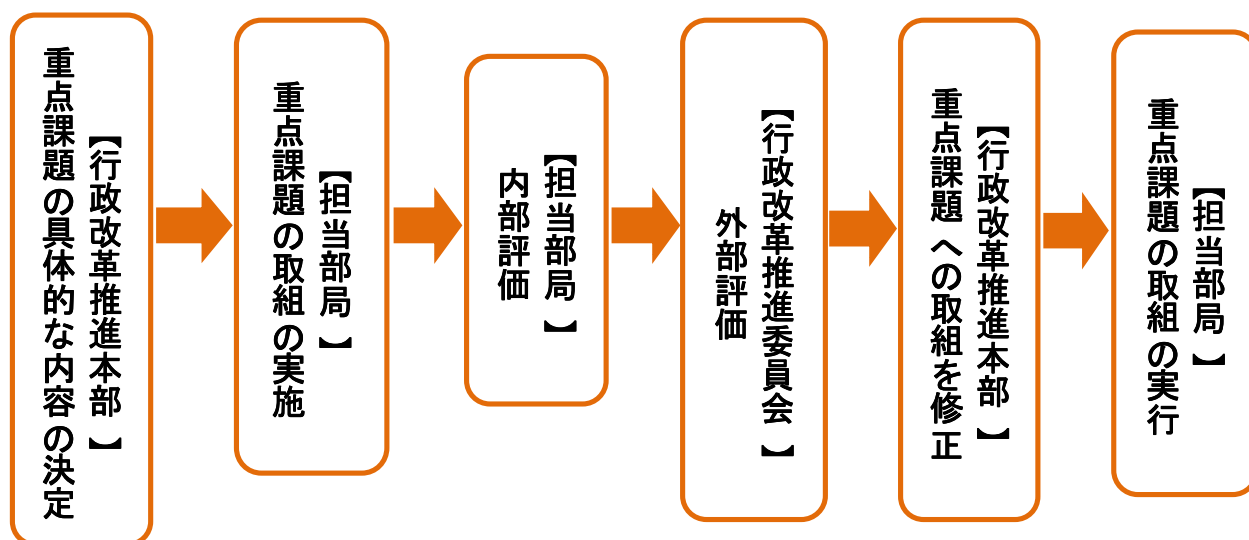 【行政改革推進本部】
重点課題の具体的な内容の決定
【担当部局】
重点課題の取組の実施
【担当部局】
内部評価
【行政改革推進委員会】
外部評価
【行政改革推進本部】
重点課題への取組を修正
【担当部局】
重点課題の取組の実行